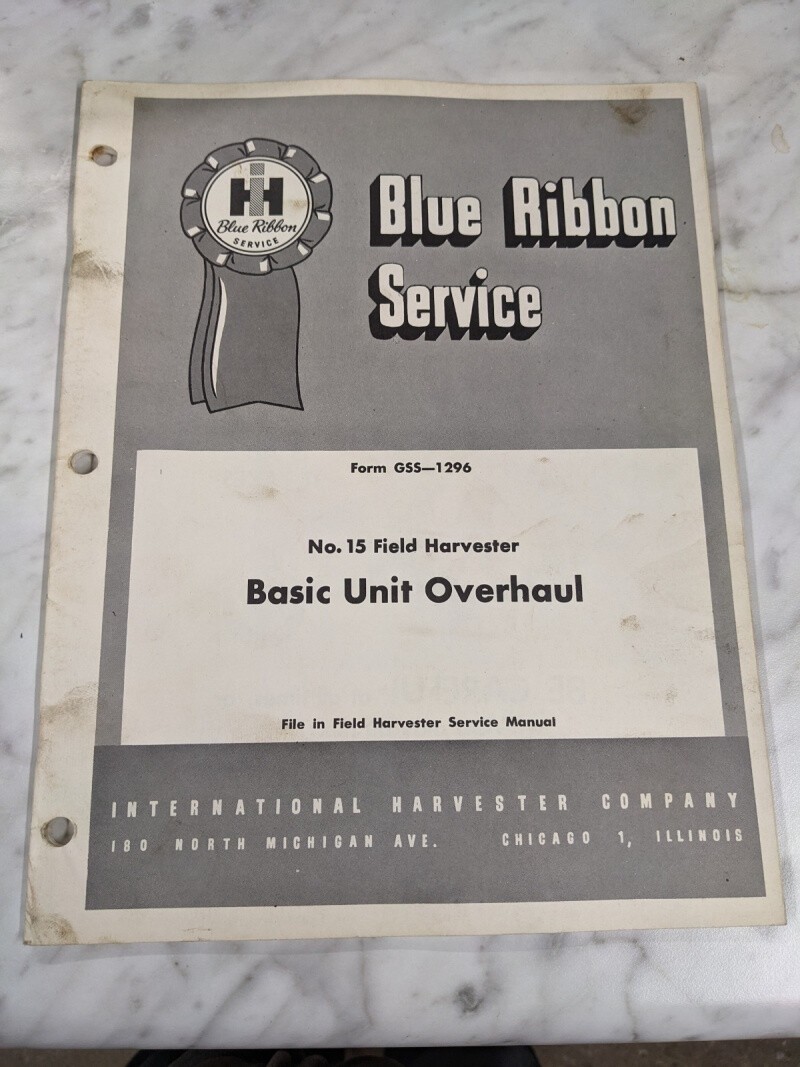 IH
Blue Ribbon
SERVICE
Blue Ribbon
Service
Form GSS—1296
No. 15 Field Harvester
Basic Unit Overhaul
File in Field Harvester Service Manual
INTERNATIONAL HARVESTER COMPANY
180 NORTH MICHIGAN AVE. CHICAGO 1, ILLINOIS